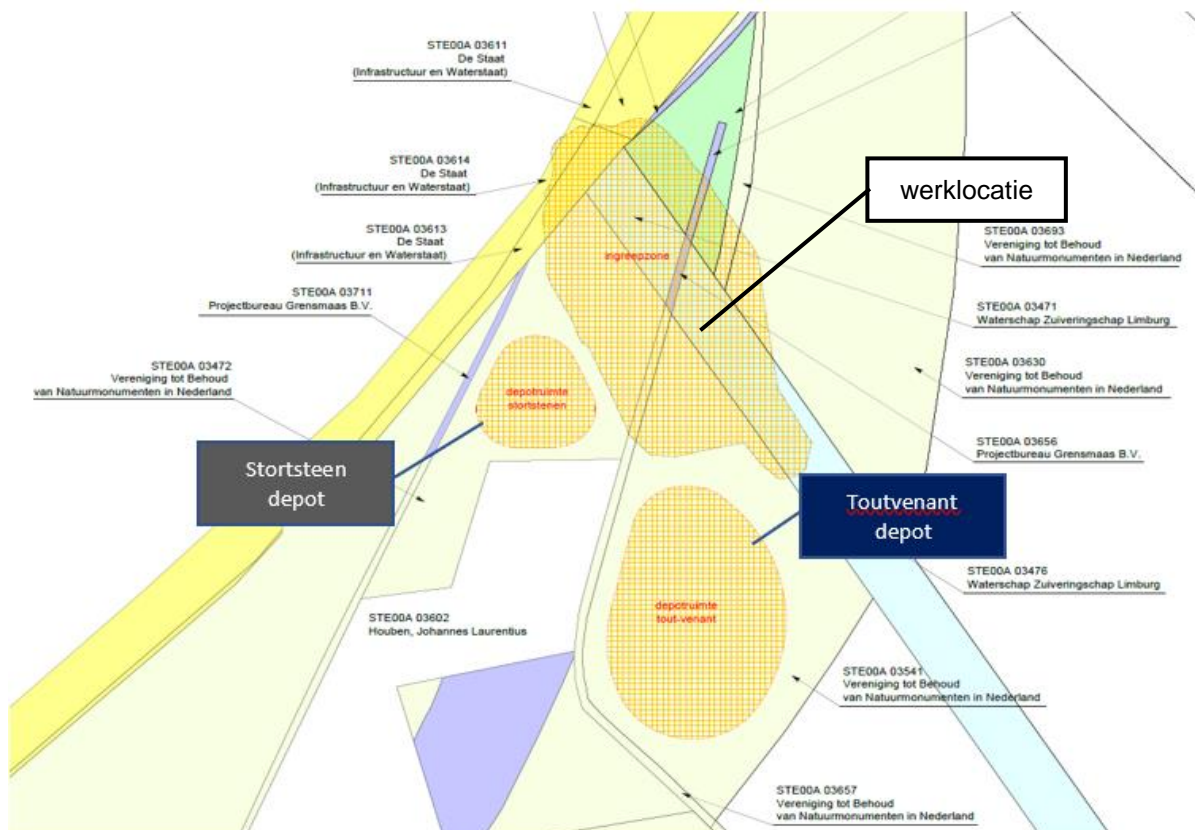 STE00A 03611
De Staat
(Infrastructuur en Waterstaat)
STE00A 03614
De Staat
(Infrastructuur en Waterstaat)
STE00A 03613
De Staat
(Infrastructuur en Waterstaat)
STE00A 03711
Projectbureau Grensmaas B.V.
STE00A 03472
Vereniging tot Behoud
van Natuurmonumenten in Nederland
Stortsteen
depot
depotruimte
stortstenen
ingreepzone
werklocatie
STE00A 03693
Vereniging tot Behoud
van Natuurmonumenten in Nederland
STE00A 03471
Waterschap Zuiveringschap Limburg
STE00A 03630
Vereniging tot Behoud
van Natuurmonumenten in Nederland
STE00A 03656
Projectbureau Grensmaas B.V.
Toutvenant
depot
STE00A 03476
Waterschap Zuiveringschap Limburg
depotruimte
tout-venant
STE00A 03602
Houben, Johannes Laurentius
STE00A 03541
Vereniging tot Behoud
van Natuurmonumenten in Nederland
STE00A 03657
Vereniging tot Behoud
van Natuurmonumenten in Nederland